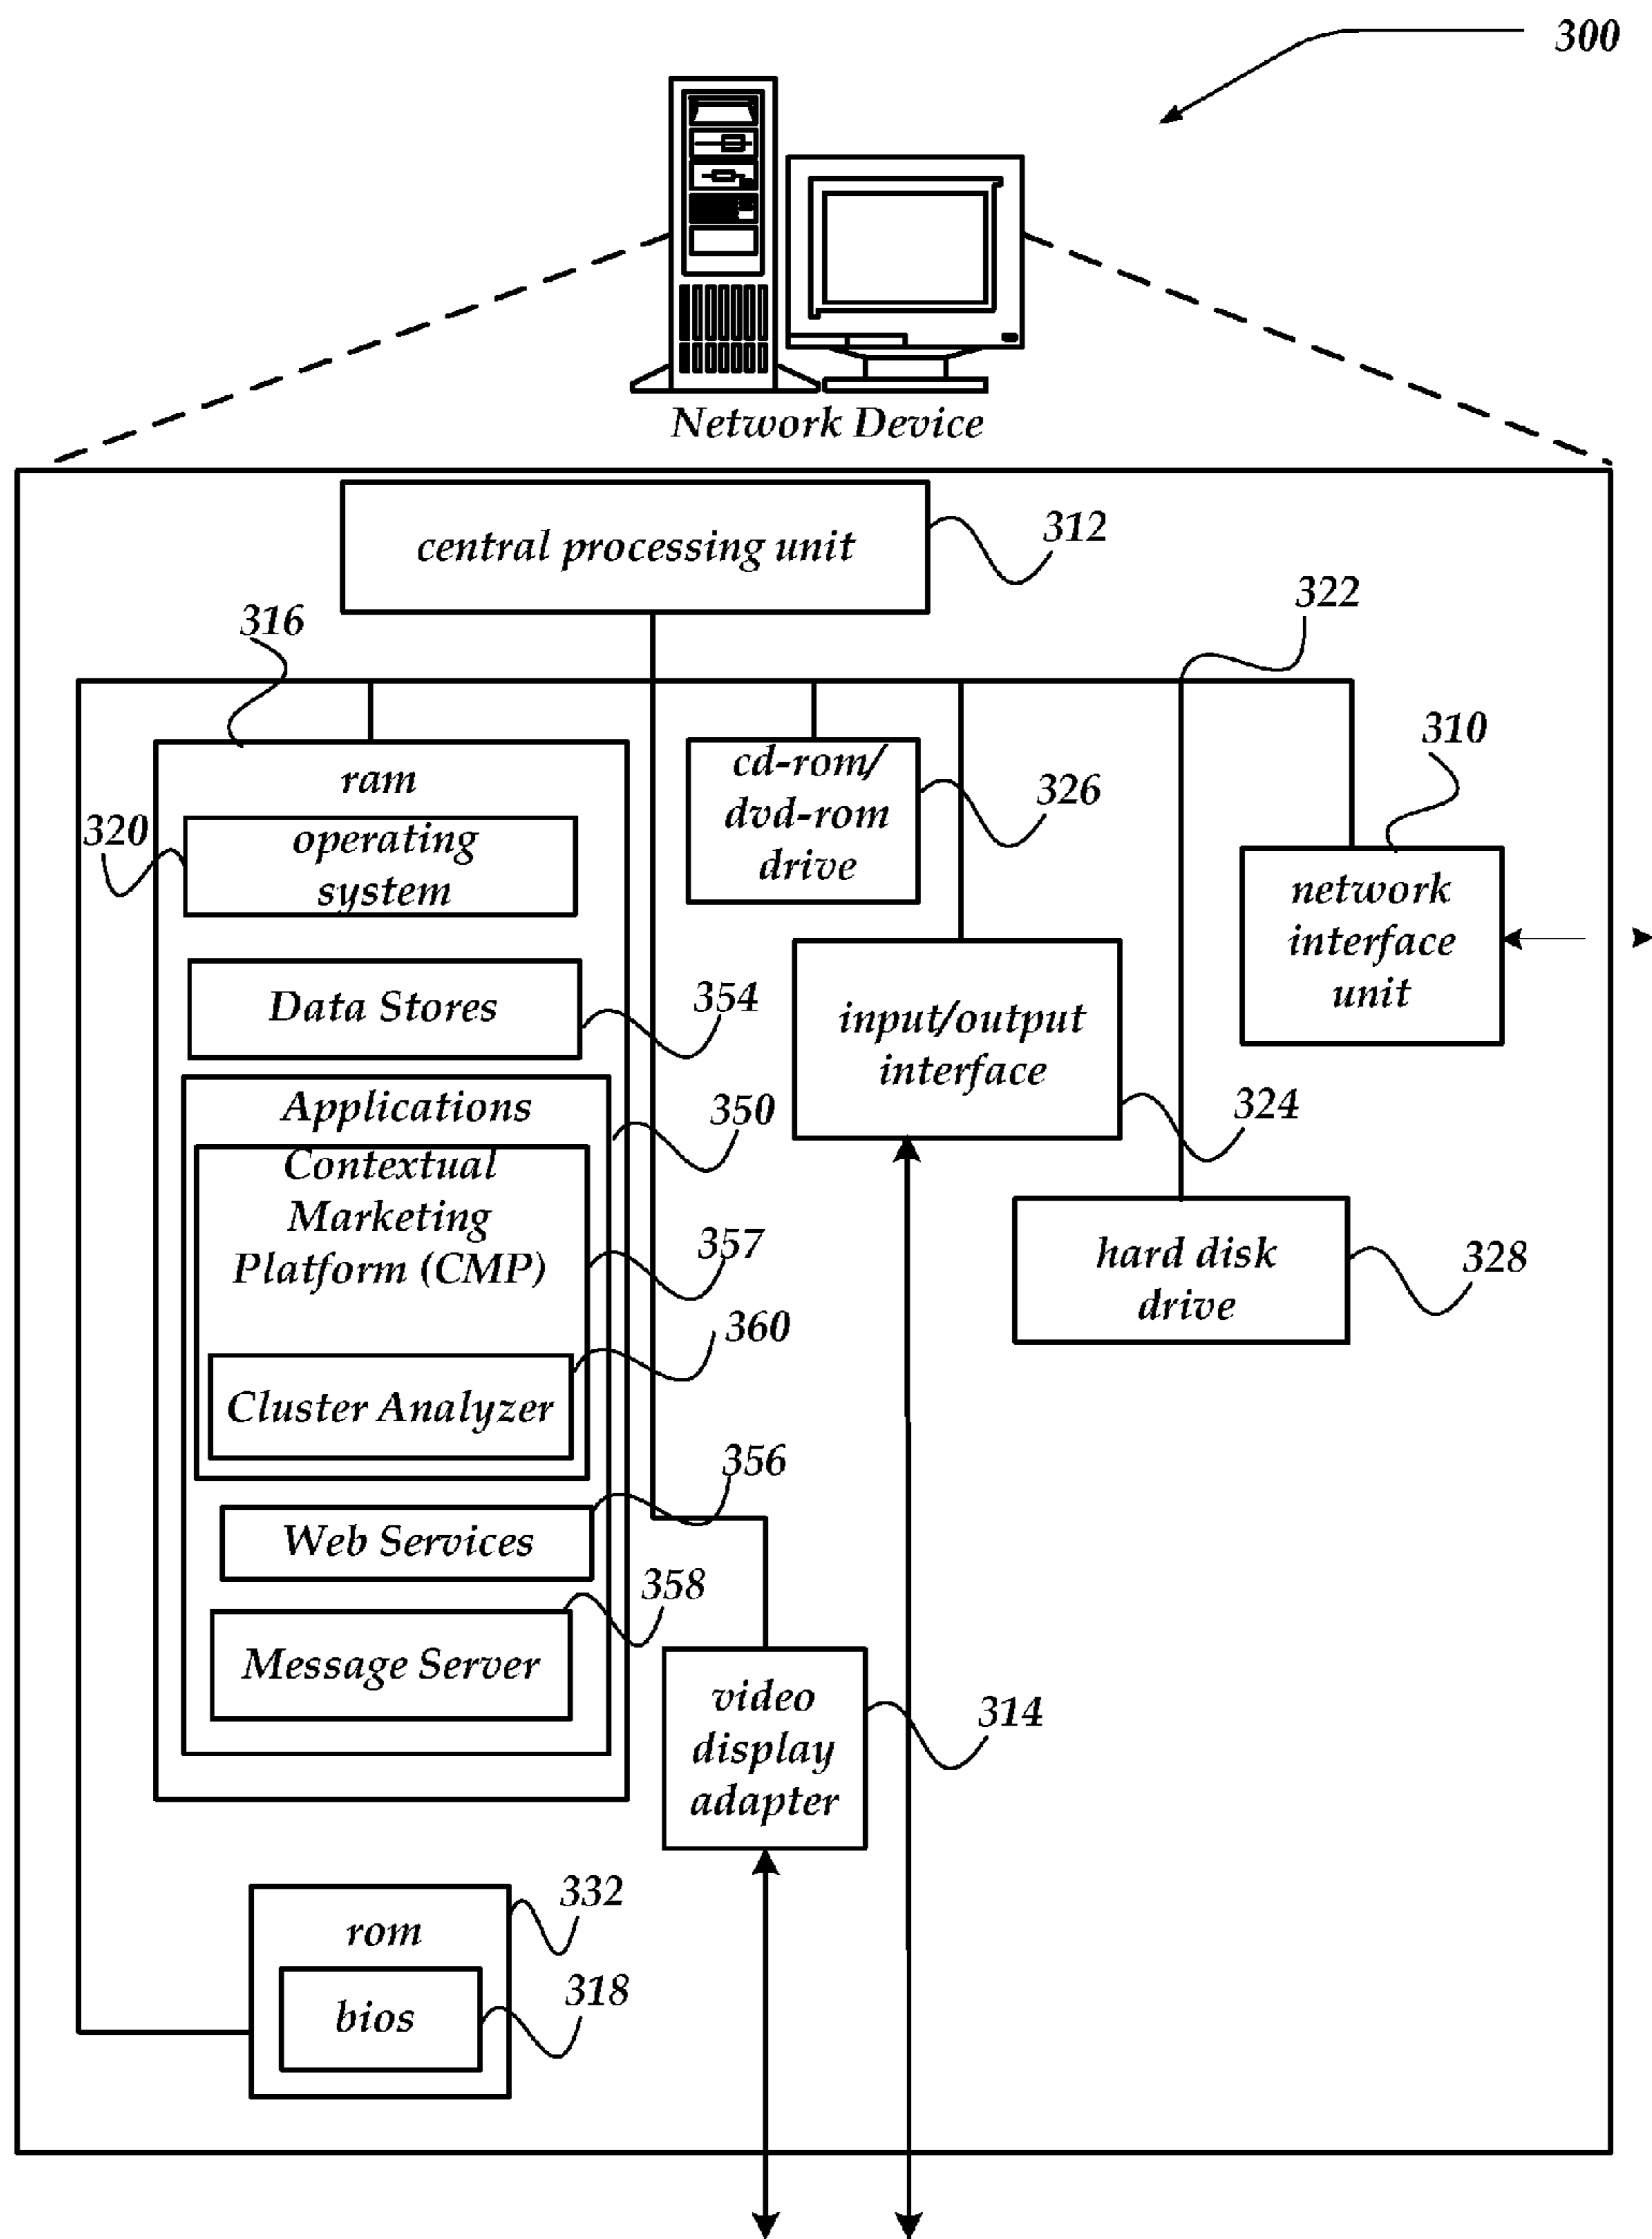 300
Network Device
central processing unit
312
316
322
ram
320
operating
system
cd-rom/
dvd-rom
drive
326
310
network
interface
unit
Data Stores
354
input/output
interface
324
Applications
350
Contextual
Marketing
Platform (CMP)
357
hard disk
drive
328
360
Cluster Analyzer
356
Web Services
358
Message Server
video
display
adapter
314
rom
332
bios
318